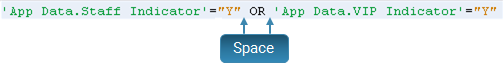 'App Data.Staff Indicator'="Y" OR 'App Data.VIP Indicator'="Y"
Space